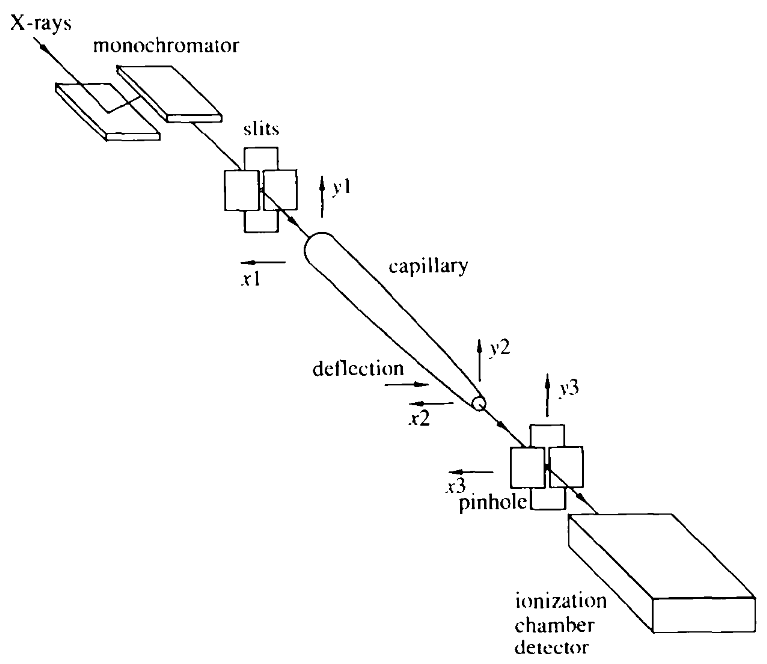 X-rays
monochromator
slits
y1
x1
capillary
deflection
y2
x2
y3
x3
pinhole
ionization
chamber
detector